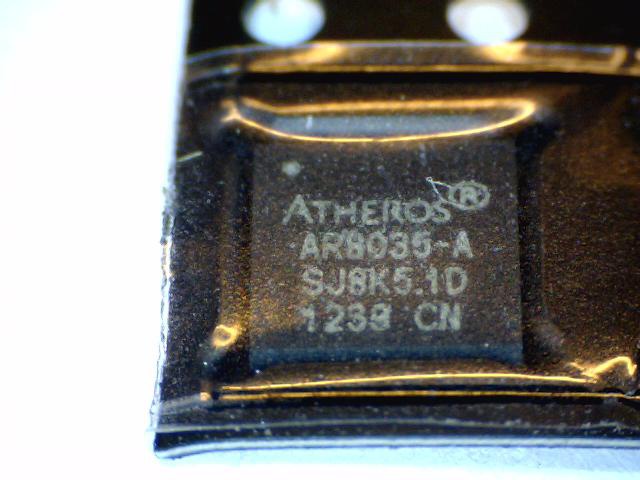 ATHEROS®
AR8035-A
SJ8K5.1D
1239 CN